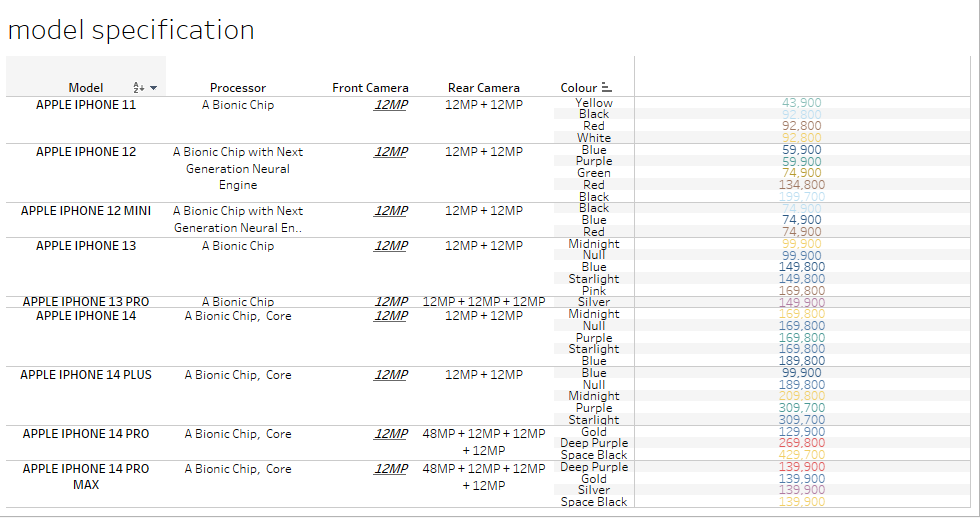 model specification
Model Processor Front Camera Rear Camera Colour
APPLE IPHONE 11 A Bionic Chip 12MP 12MP + 12MP Yellow 43,900
Black 92,800
Red 92,800
White 92,800
APPLE IPHONE 12 A Bionic Chip with Next 12MP 12MP + 12MP Blue 59,900
Generation Neural Purple 59,900
Engine Green 74,900
Red 134,800
Black 199,700
APPLE IPHONE 12 MINI A Bionic Chip with Next 12MP 12MP + 12MP Black 74,900
Generation Neural En.. Blue 74,900
Red 74,900
APPLE IPHONE 13 A Bionic Chip 12MP 12MP + 12MP Midnight 99,900
Null 99,900
Blue 149,800
Starlight 149,800
Pink 169,800
APPLE IPHONE 13 PRO A Bionic Chip 12MP 12MP + 12MP + 12MP Silver 149,900
APPLE IPHONE 14 A Bionic Chip, Core 12MP 12MP + 12MP Midnight 169,800
Null 169,800
Purple 169,800
Starlight 169,800
Blue 189,800
APPLE IPHONE 14 PLUS A Bionic Chip, Core 12MP 12MP + 12MP Blue 99,900
Null 189,800
Midnight 209,800
Purple 309,700
Starlight 309,700
APPLE IPHONE 14 PRO A Bionic Chip, Core 12MP 48MP + 12MP + 12MP Gold 129,900
+ 12MP Deep Purple 269,800
Space Black 429,700
APPLE IPHONE 14 PRO A Bionic Chip, Core 12MP 48MP + 12MP + 12MP Deep Purple 139,900
MAX + 12MP Gold 139,900
Silver 139,900
Space Black 139,900